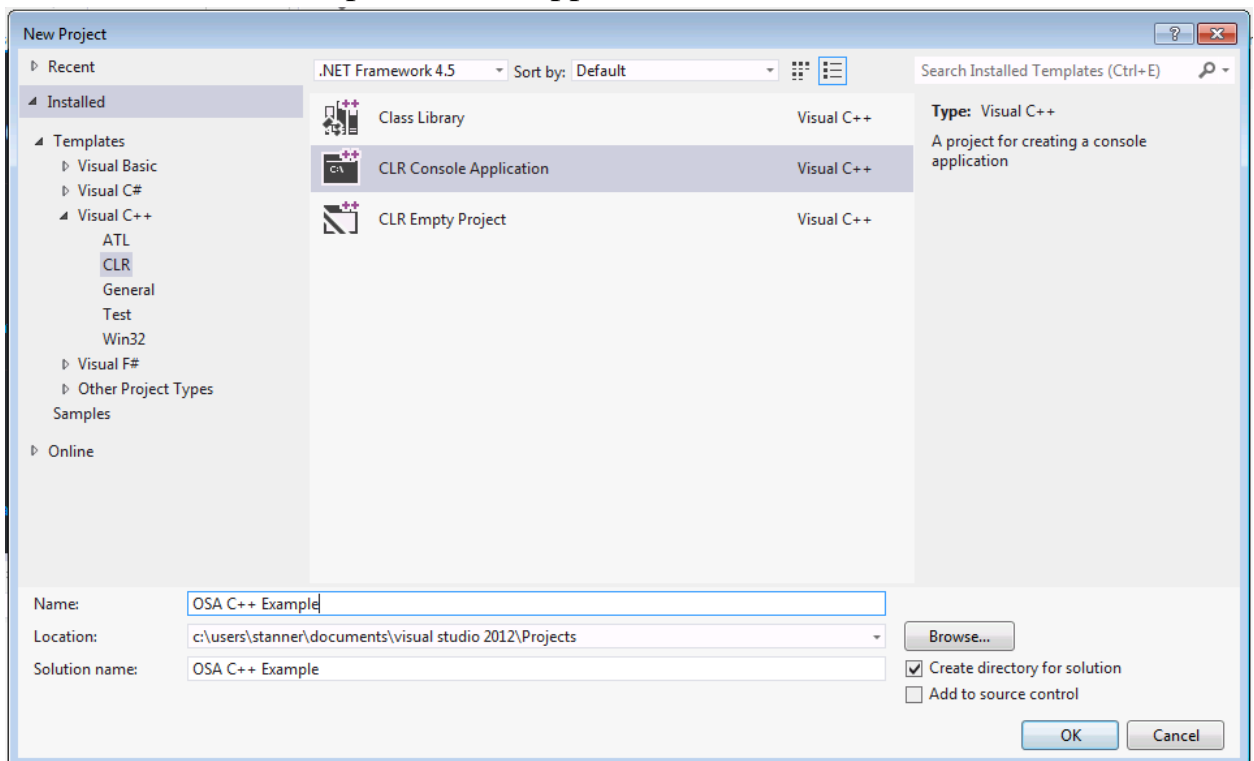 New Project
Recent
.NET Framework 4.5
Sort by: Default
Search Installed Templates (Ctrl+E)
Installed
Templates
Visual Basic
Visual C#
Visual C++
ATL
CLR
General
Test
Win32
Visual F#
Other Project Types
Samples
Online
Class Library Visual C++
C:\
CLR Console Application Visual C++
CLR Empty Project Visual C++
Type: Visual C++
A project for creating a console
application
Name: OSA C++ Example
Location: c:\users\stanner\documents\visual studio 2012\Projects
Browse...
Solution name: OSA C++ Example
Create directory for solution
Add to source control
OK Cancel